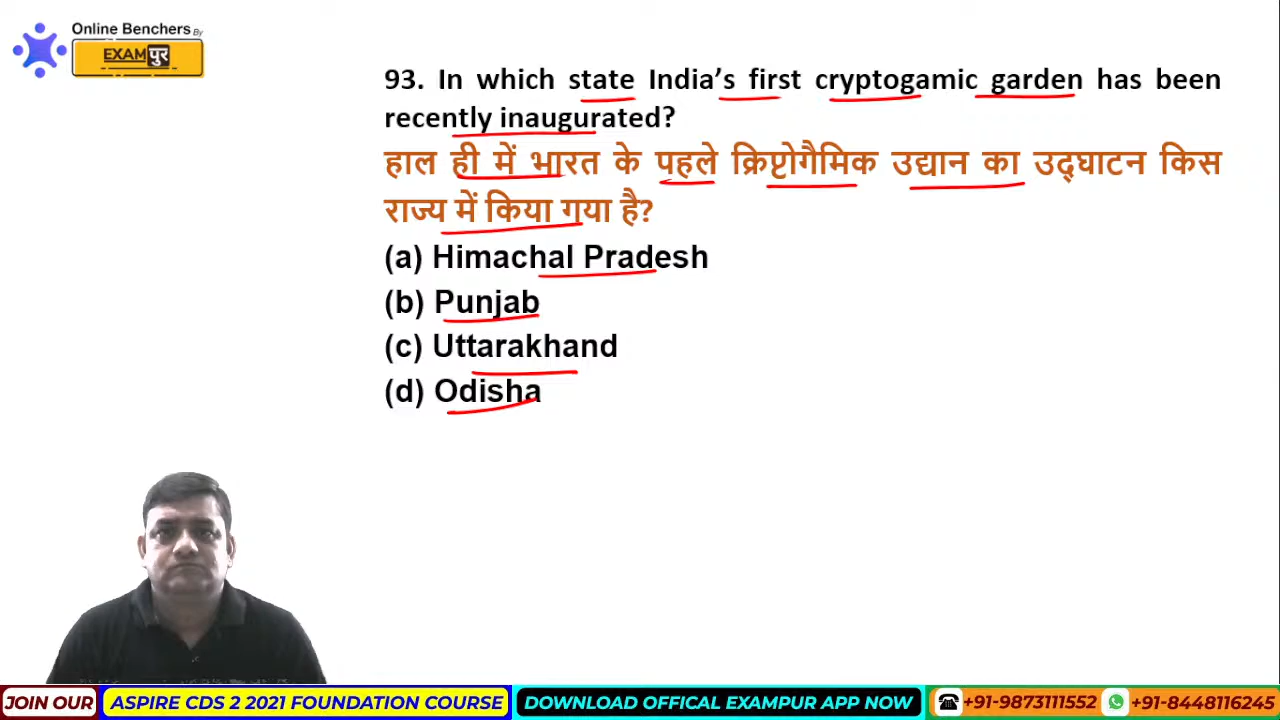 Online Benchers By
EXAMपुर
93. In which state India’s first cryptogamic garden has been
recently inaugurated?
हाल ही में भारत के पहले क्रिप्टोगैमिक उद्यान का उद्घाटन किस
राज्य में किया गया है?
(a) Himachal Pradesh
(b) Punjab
(c) Uttarakhand
(d) Odisha
JOIN OUR ASPIRE CDS 2 2021 FOUNDATION COURSE DOWNLOAD OFFICAL EXAMPUR APP NOW +91-9873111552 +91-8448116245